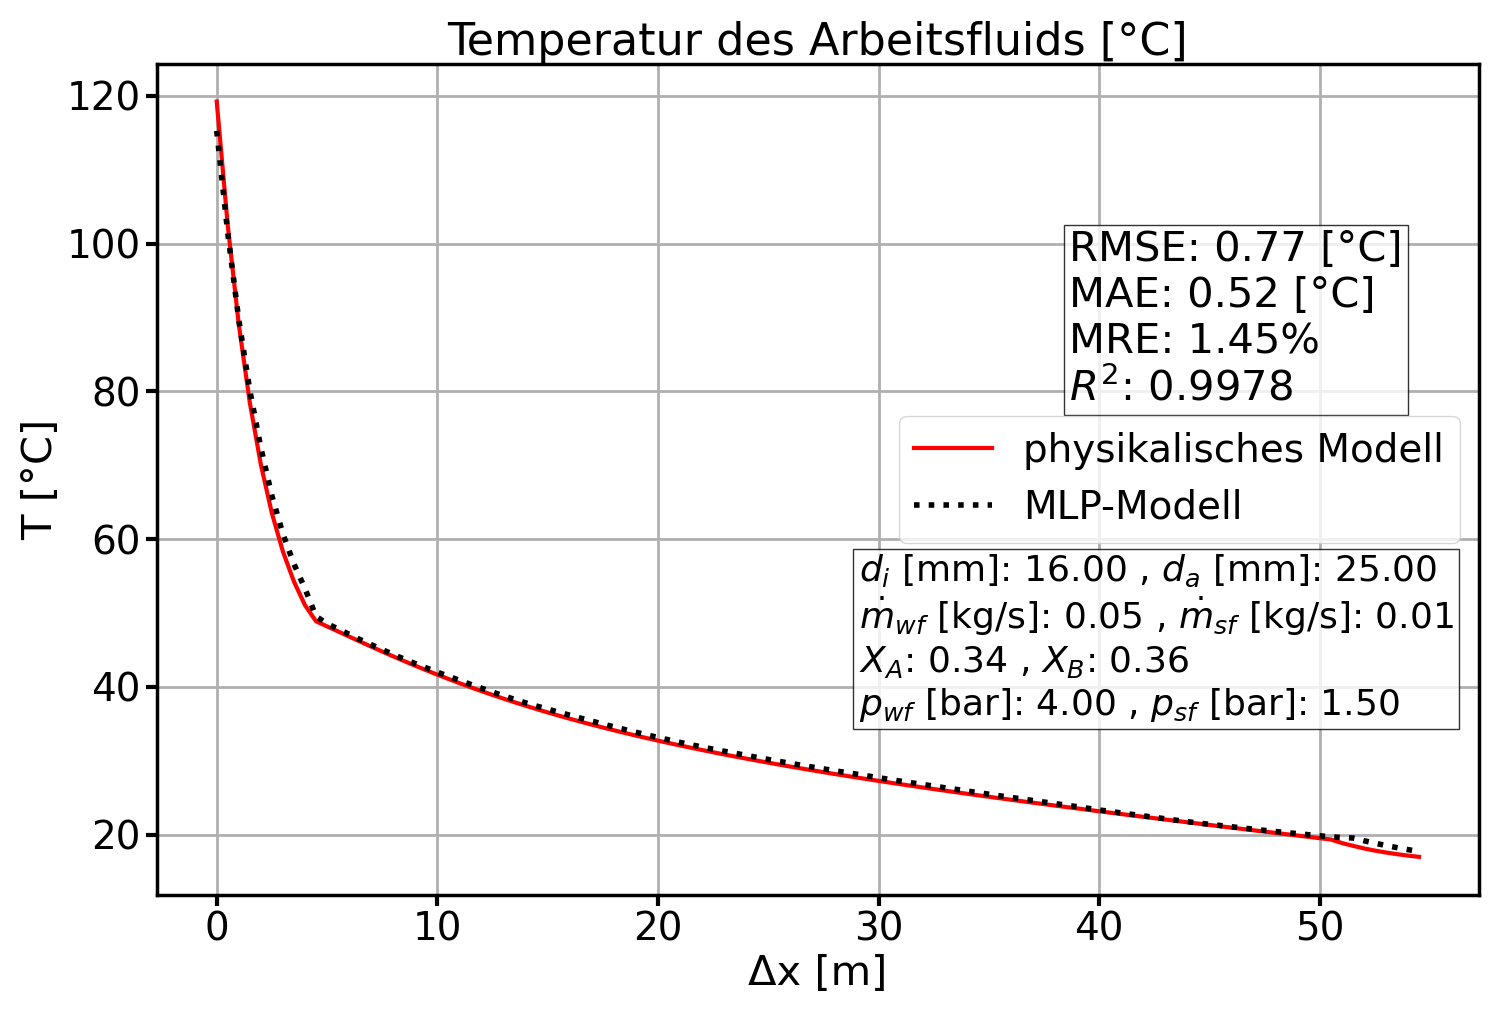 Temperatur des Arbeitsfluids [°C]
120
100
80
60
40
20
T [°C]
RMSE: 0.77 [°C]
MAE: 0.52 [°C]
MRE: 1.45%
R²: 0.9978
physikalisches Modell
MLP-Modell
d_i [mm]: 16.00 , d_a [mm]: 25.00
ṁ_wf [kg/s]: 0.05 , ṁ_sf [kg/s]: 0.01
X_A: 0.34 , X_B: 0.36
p_wf [bar]: 4.00 , p_sf [bar]: 1.50
0 10 20 30 40 50
Δx [m]